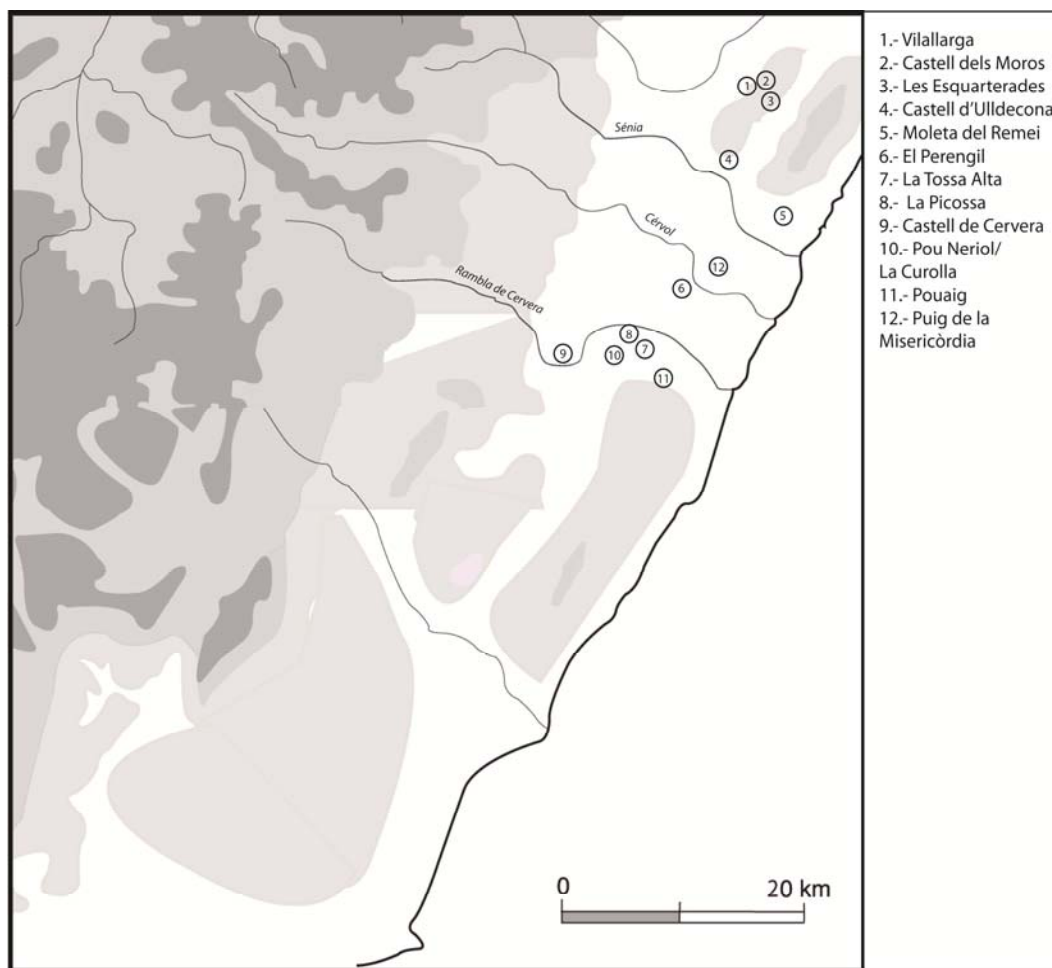 1.- Vilallarga
2.- Castell dels Moros
3.- Les Esquarterades
4.- Castell d'Ulldecona
5.- Moleta del Remei
6.- El Perengil
7.- La Tossa Alta
8.- La Picossa
9.- Castell de Cervera
10.- Pou Neriol/
La Curolla
11.- Pouaig
12.- Puig de la
Misericòrdia
1
2
3
Sénia
4
5
Cérvol
12
6
Rambla de Cervera
8
7
9
10
11
0
20 km